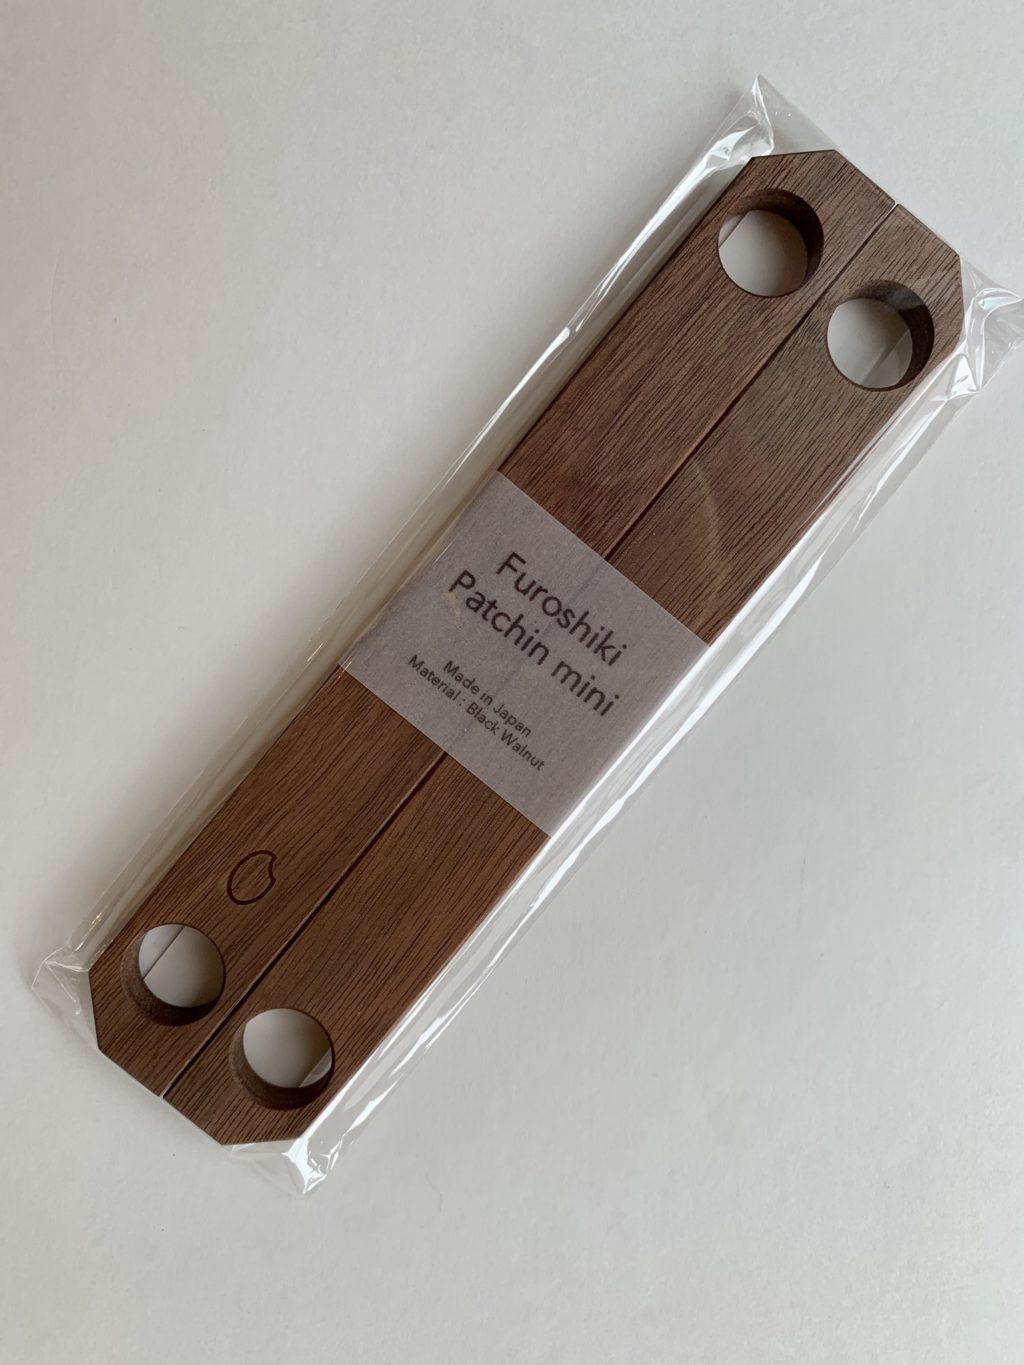 Furoshiki
Patchin mini
Made in Japan
Material : Black Walnut